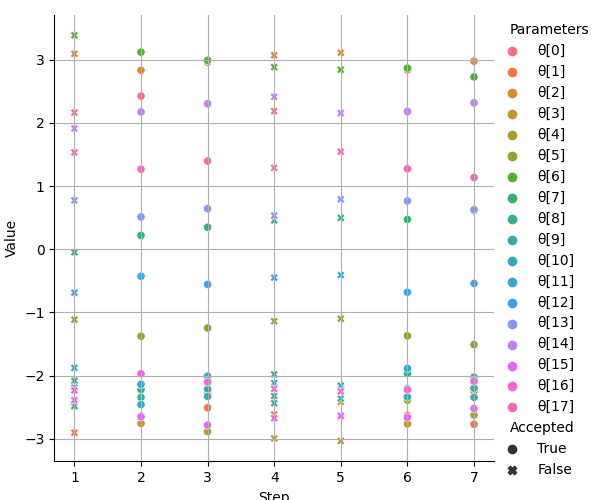 Parameters
θ[0]
θ[1]
θ[2]
θ[3]
θ[4]
θ[5]
θ[6]
θ[7]
θ[8]
θ[9]
θ[10]
θ[11]
θ[12]
θ[13]
θ[14]
θ[15]
θ[16]
θ[17]
Accepted
True
False
Value
3
2
1
0
−1
−2
−3
1 2 3 4 5 6 7
Step